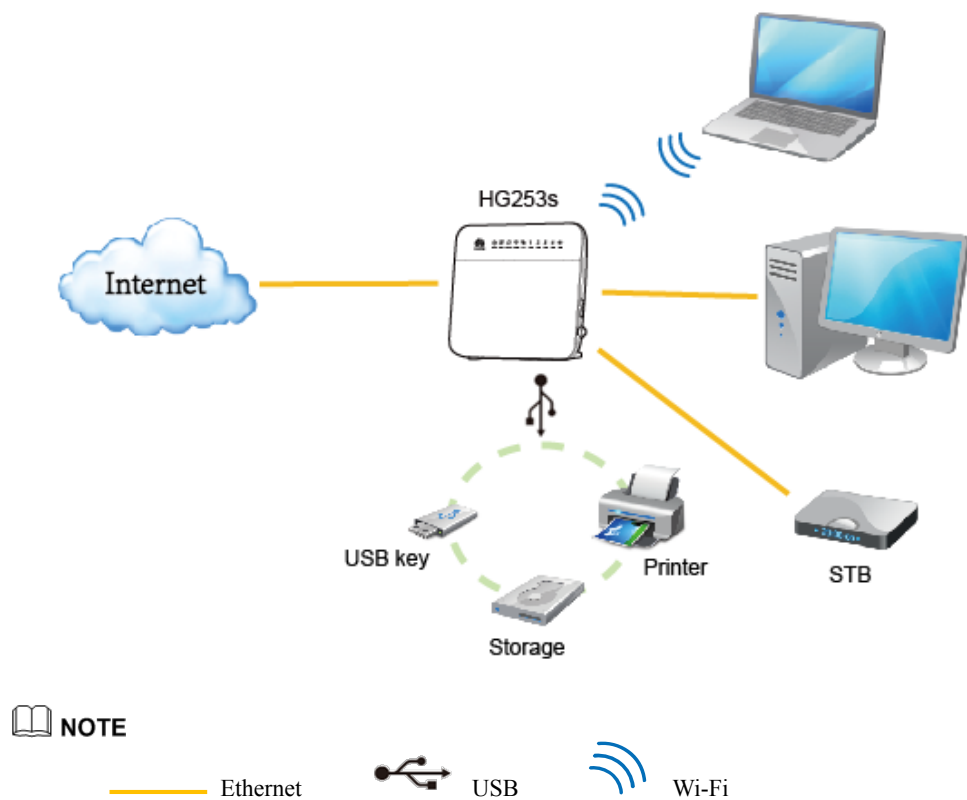 HG253s
Internet
USB key
Printer
STB
Storage
NOTE
Ethernet USB Wi-Fi